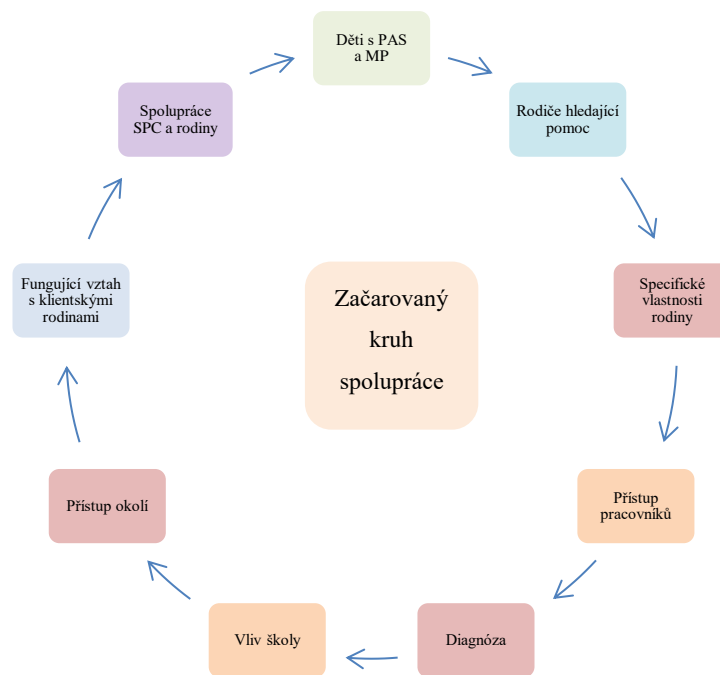 Děti s PAS
a MP
Rodiče hledající
pomoc
Specifické
vlastnosti
rodiny
Přístup
pracovníků
Diagnóza
Vliv školy
Přístup okolí
Fungující vztah
s klientskými
rodinami
Spolupráce
SPC a rodiny
Začarovaný
kruh
spolupráce